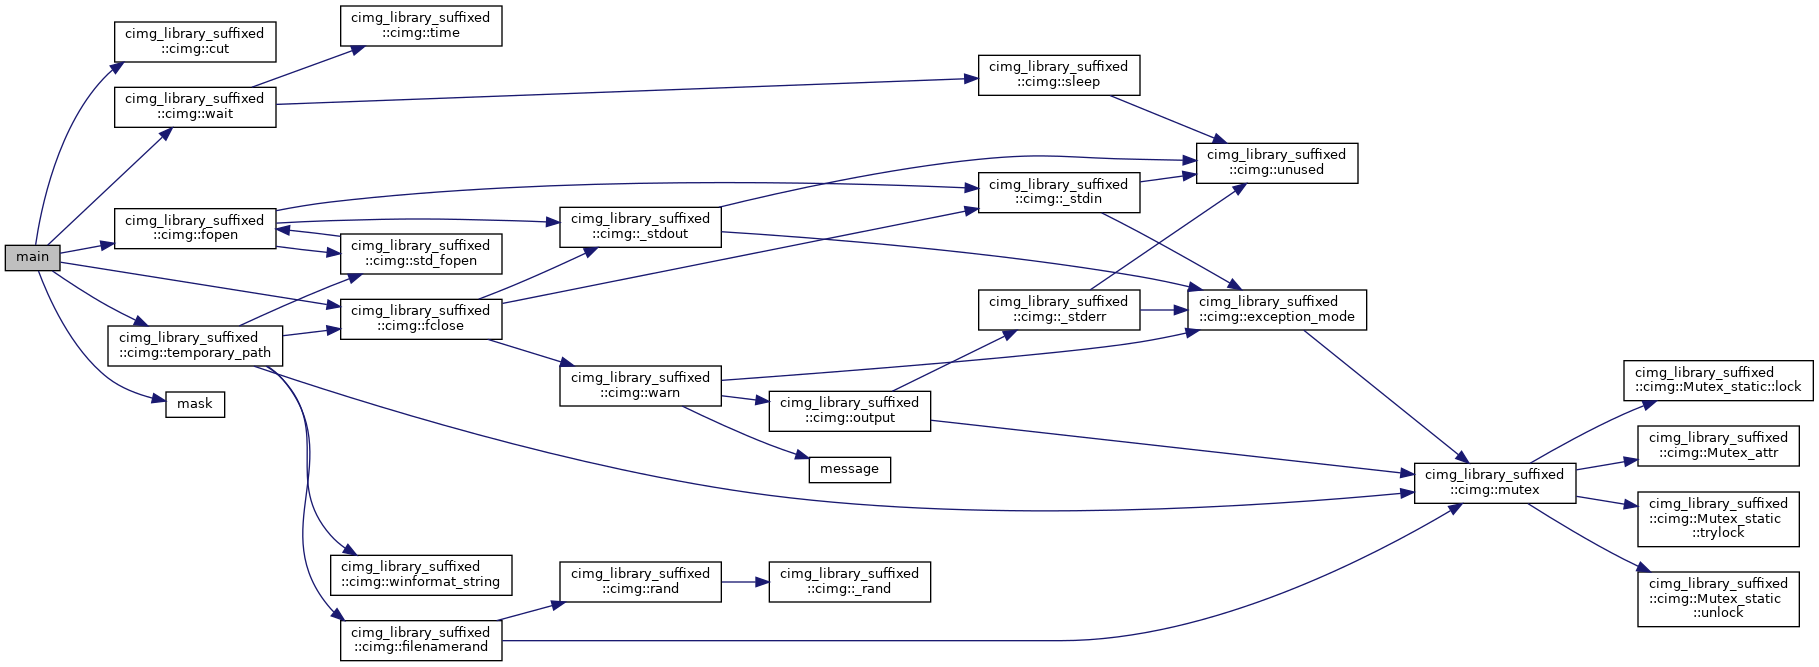 main
cimg_library_suffixed
::cimg::cut
cimg_library_suffixed
::cimg::wait
cimg_library_suffixed
::cimg::fopen
cimg_library_suffixed
::cimg::temporary_path
mask
cimg_library_suffixed
::cimg::time
cimg_library_suffixed
::cimg::std_fopen
cimg_library_suffixed
::cimg::fclose
cimg_library_suffixed
::cimg::winformat_string
cimg_library_suffixed
::cimg::filenamerand
cimg_library_suffixed
::cimg::_stdout
cimg_library_suffixed
::cimg::warn
cimg_library_suffixed
::cimg::rand
cimg_library_suffixed
::cimg::output
message
cimg_library_suffixed
::cimg::_rand
cimg_library_suffixed
::cimg::sleep
cimg_library_suffixed
::cimg::_stdin
cimg_library_suffixed
::cimg::_stderr
cimg_library_suffixed
::cimg::unused
cimg_library_suffixed
::cimg::exception_mode
cimg_library_suffixed
::cimg::mutex
cimg_library_suffixed
::cimg::Mutex_static::lock
cimg_library_suffixed
::cimg::Mutex_attr
cimg_library_suffixed
::cimg::Mutex_static
::trylock
cimg_library_suffixed
::cimg::Mutex_static
::unlock